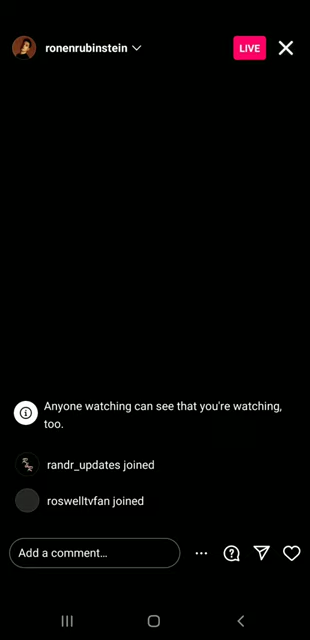 ronenrubinstein
LIVE
Anyone watching can see that you're watching,
too.
randr_updates joined
roswelltvfan joined
Add a comment...